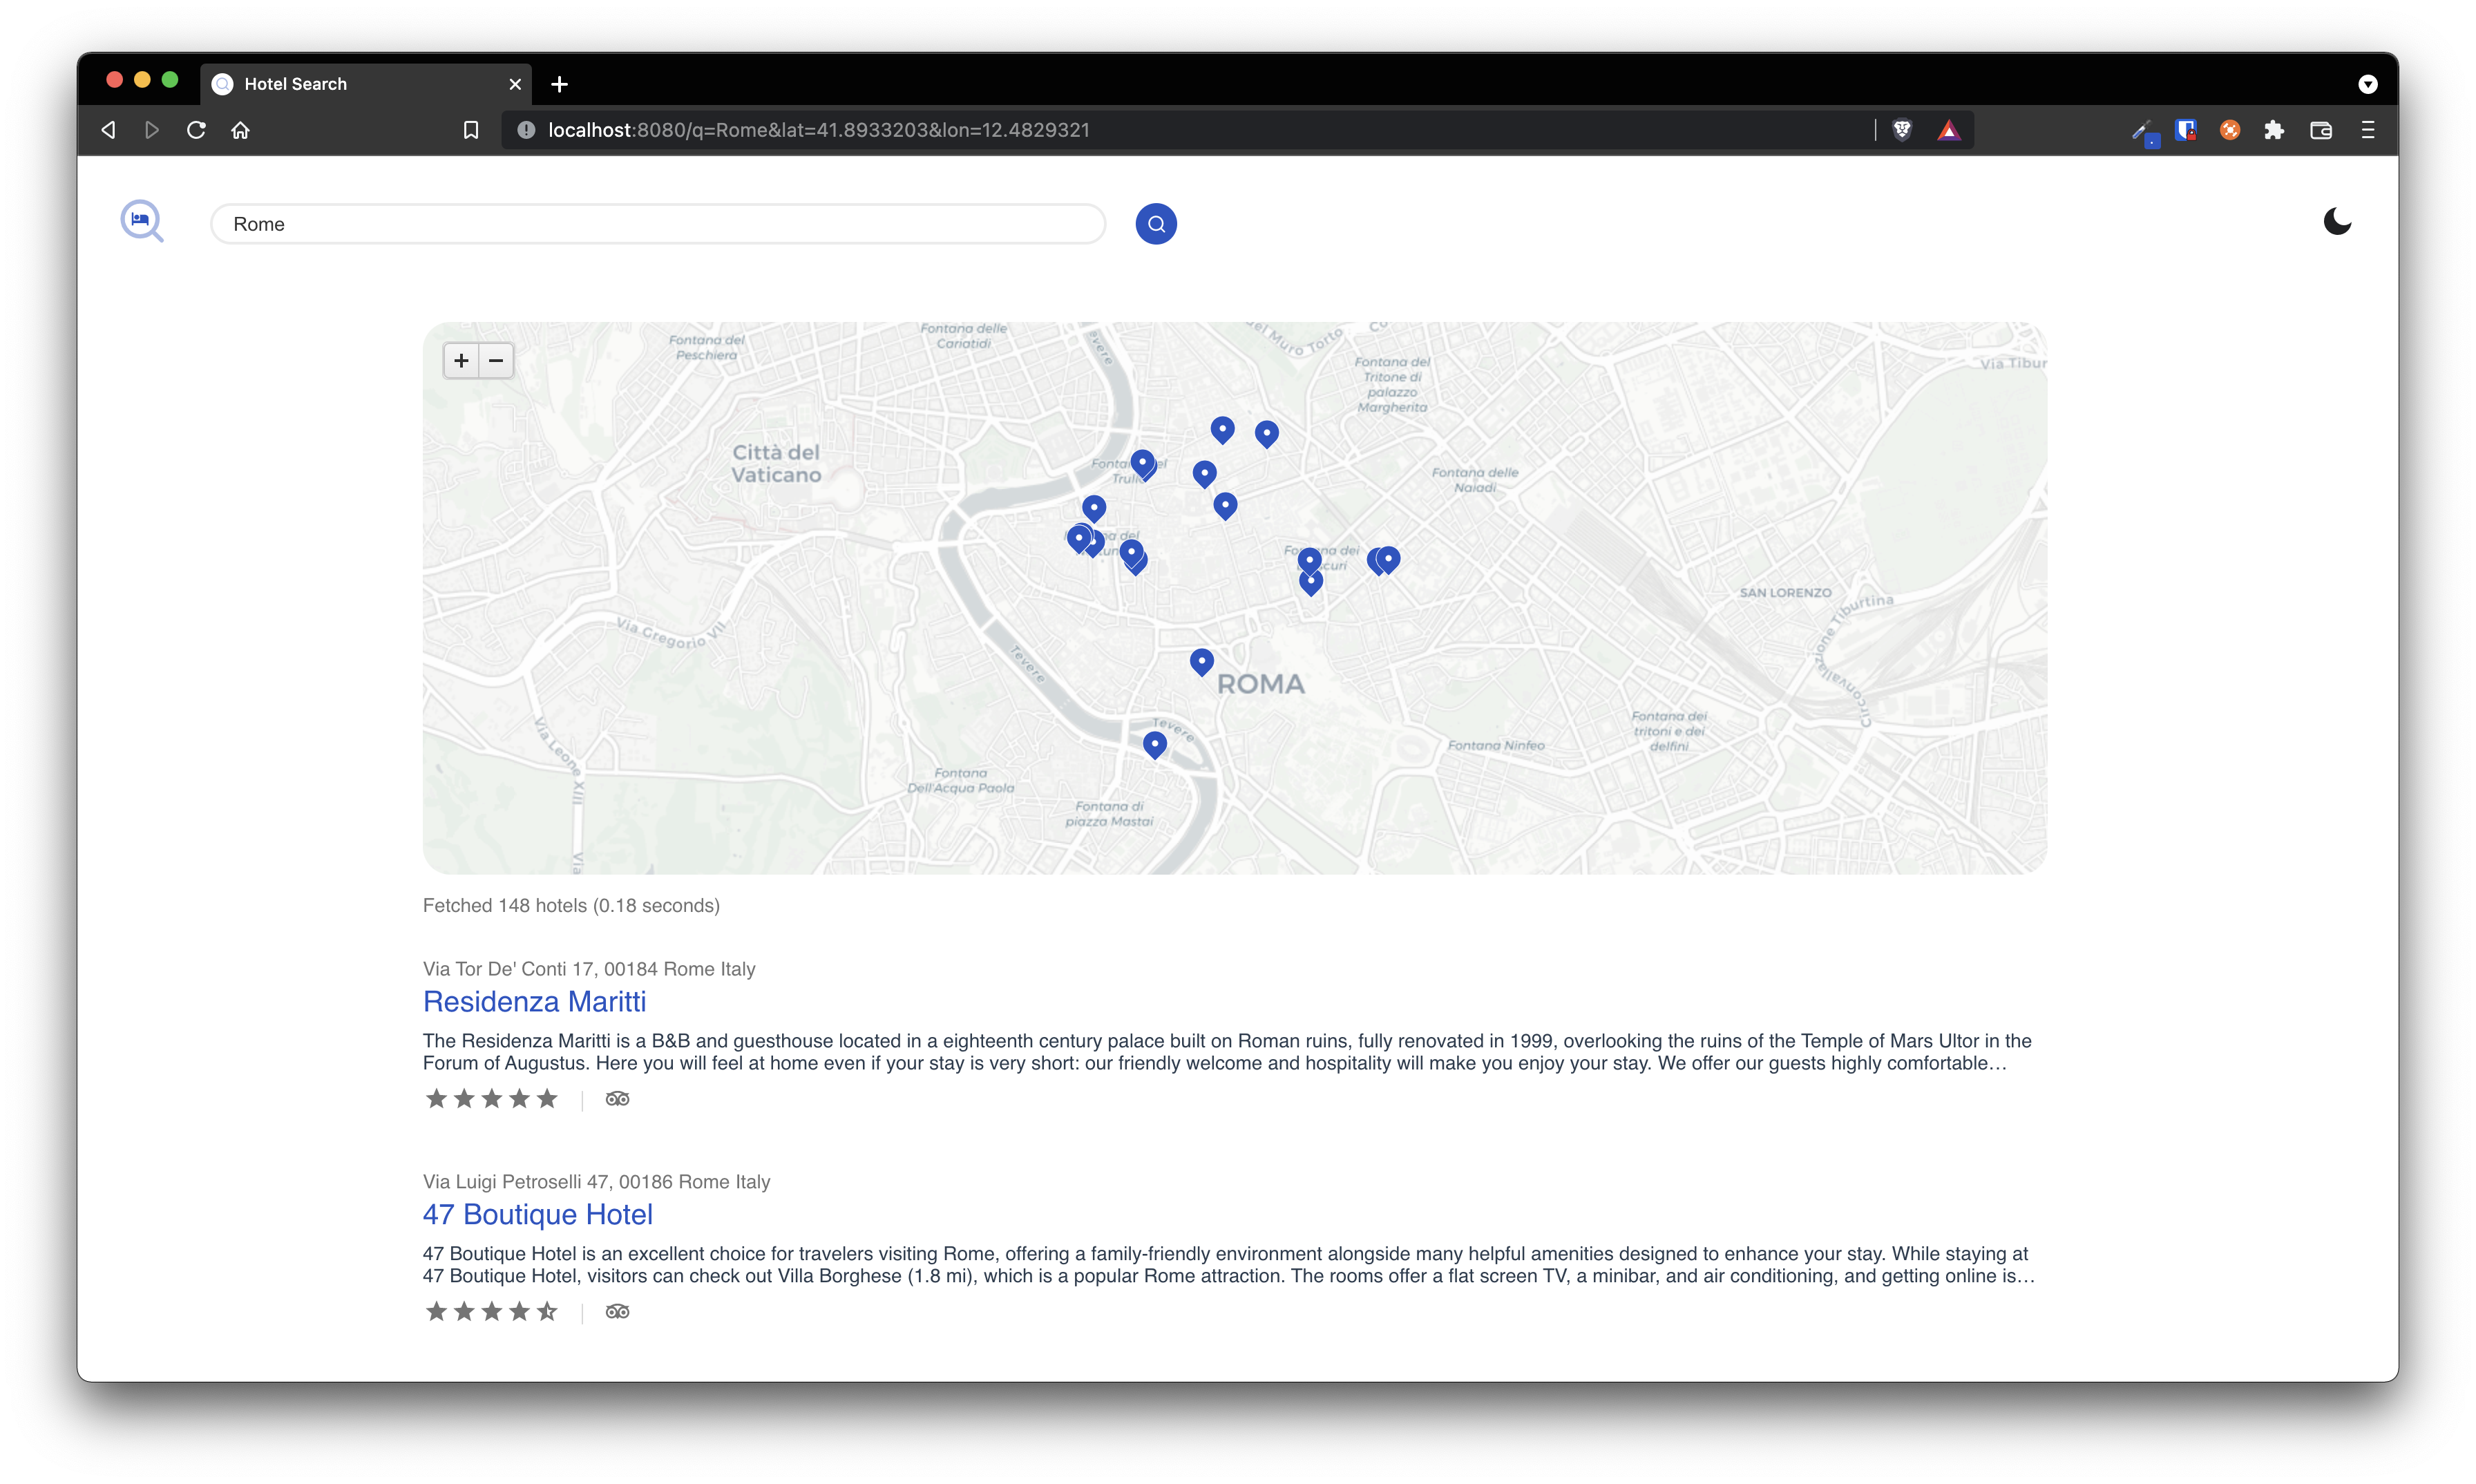 Hotel Search
localhost:8080/q=Rome&lat=41.8933203&lon=12.4829321
Rome
+ −
Fontana del
Peschiera
Fontana delle
Cariatidi
Tevere
del Muro Torto
Fontana del
Tritone di
palazzo
Margherita
Via Tibur
Città del
Vaticano
Fontana delle
Naiadi
SAN LORENZO
Circonvallazione Tiburtina
Via Gregorio VII
Tevere
ROMA
Via Leone XIII
Tevere
Fontana Ninfeo
Fontana dei
tritoni e dei
delfini
Fontana
Dell'Acqua Paola
Fontana di
piazza Mastai
Via
Fetched 148 hotels (0.18 seconds)
Via Tor De' Conti 17, 00184 Rome Italy
Residenza Maritti
The Residenza Maritti is a B&B and guesthouse located in a eighteenth century palace built on Roman ruins, fully renovated in 1999, overlooking the ruins of the Temple of Mars Ultor in the
Forum of Augustus. Here you will feel at home even if your stay is very short: our friendly welcome and hospitality will make you enjoy your stay. We offer our guests highly comfortable…
Via Luigi Petroselli 47, 00186 Rome Italy
47 Boutique Hotel
47 Boutique Hotel is an excellent choice for travelers visiting Rome, offering a family-friendly environment alongside many helpful amenities designed to enhance your stay. While staying at
47 Boutique Hotel, visitors can check out Villa Borghese (1.8 mi), which is a popular Rome attraction. The rooms offer a flat screen TV, a minibar, and air conditioning, and getting online is…